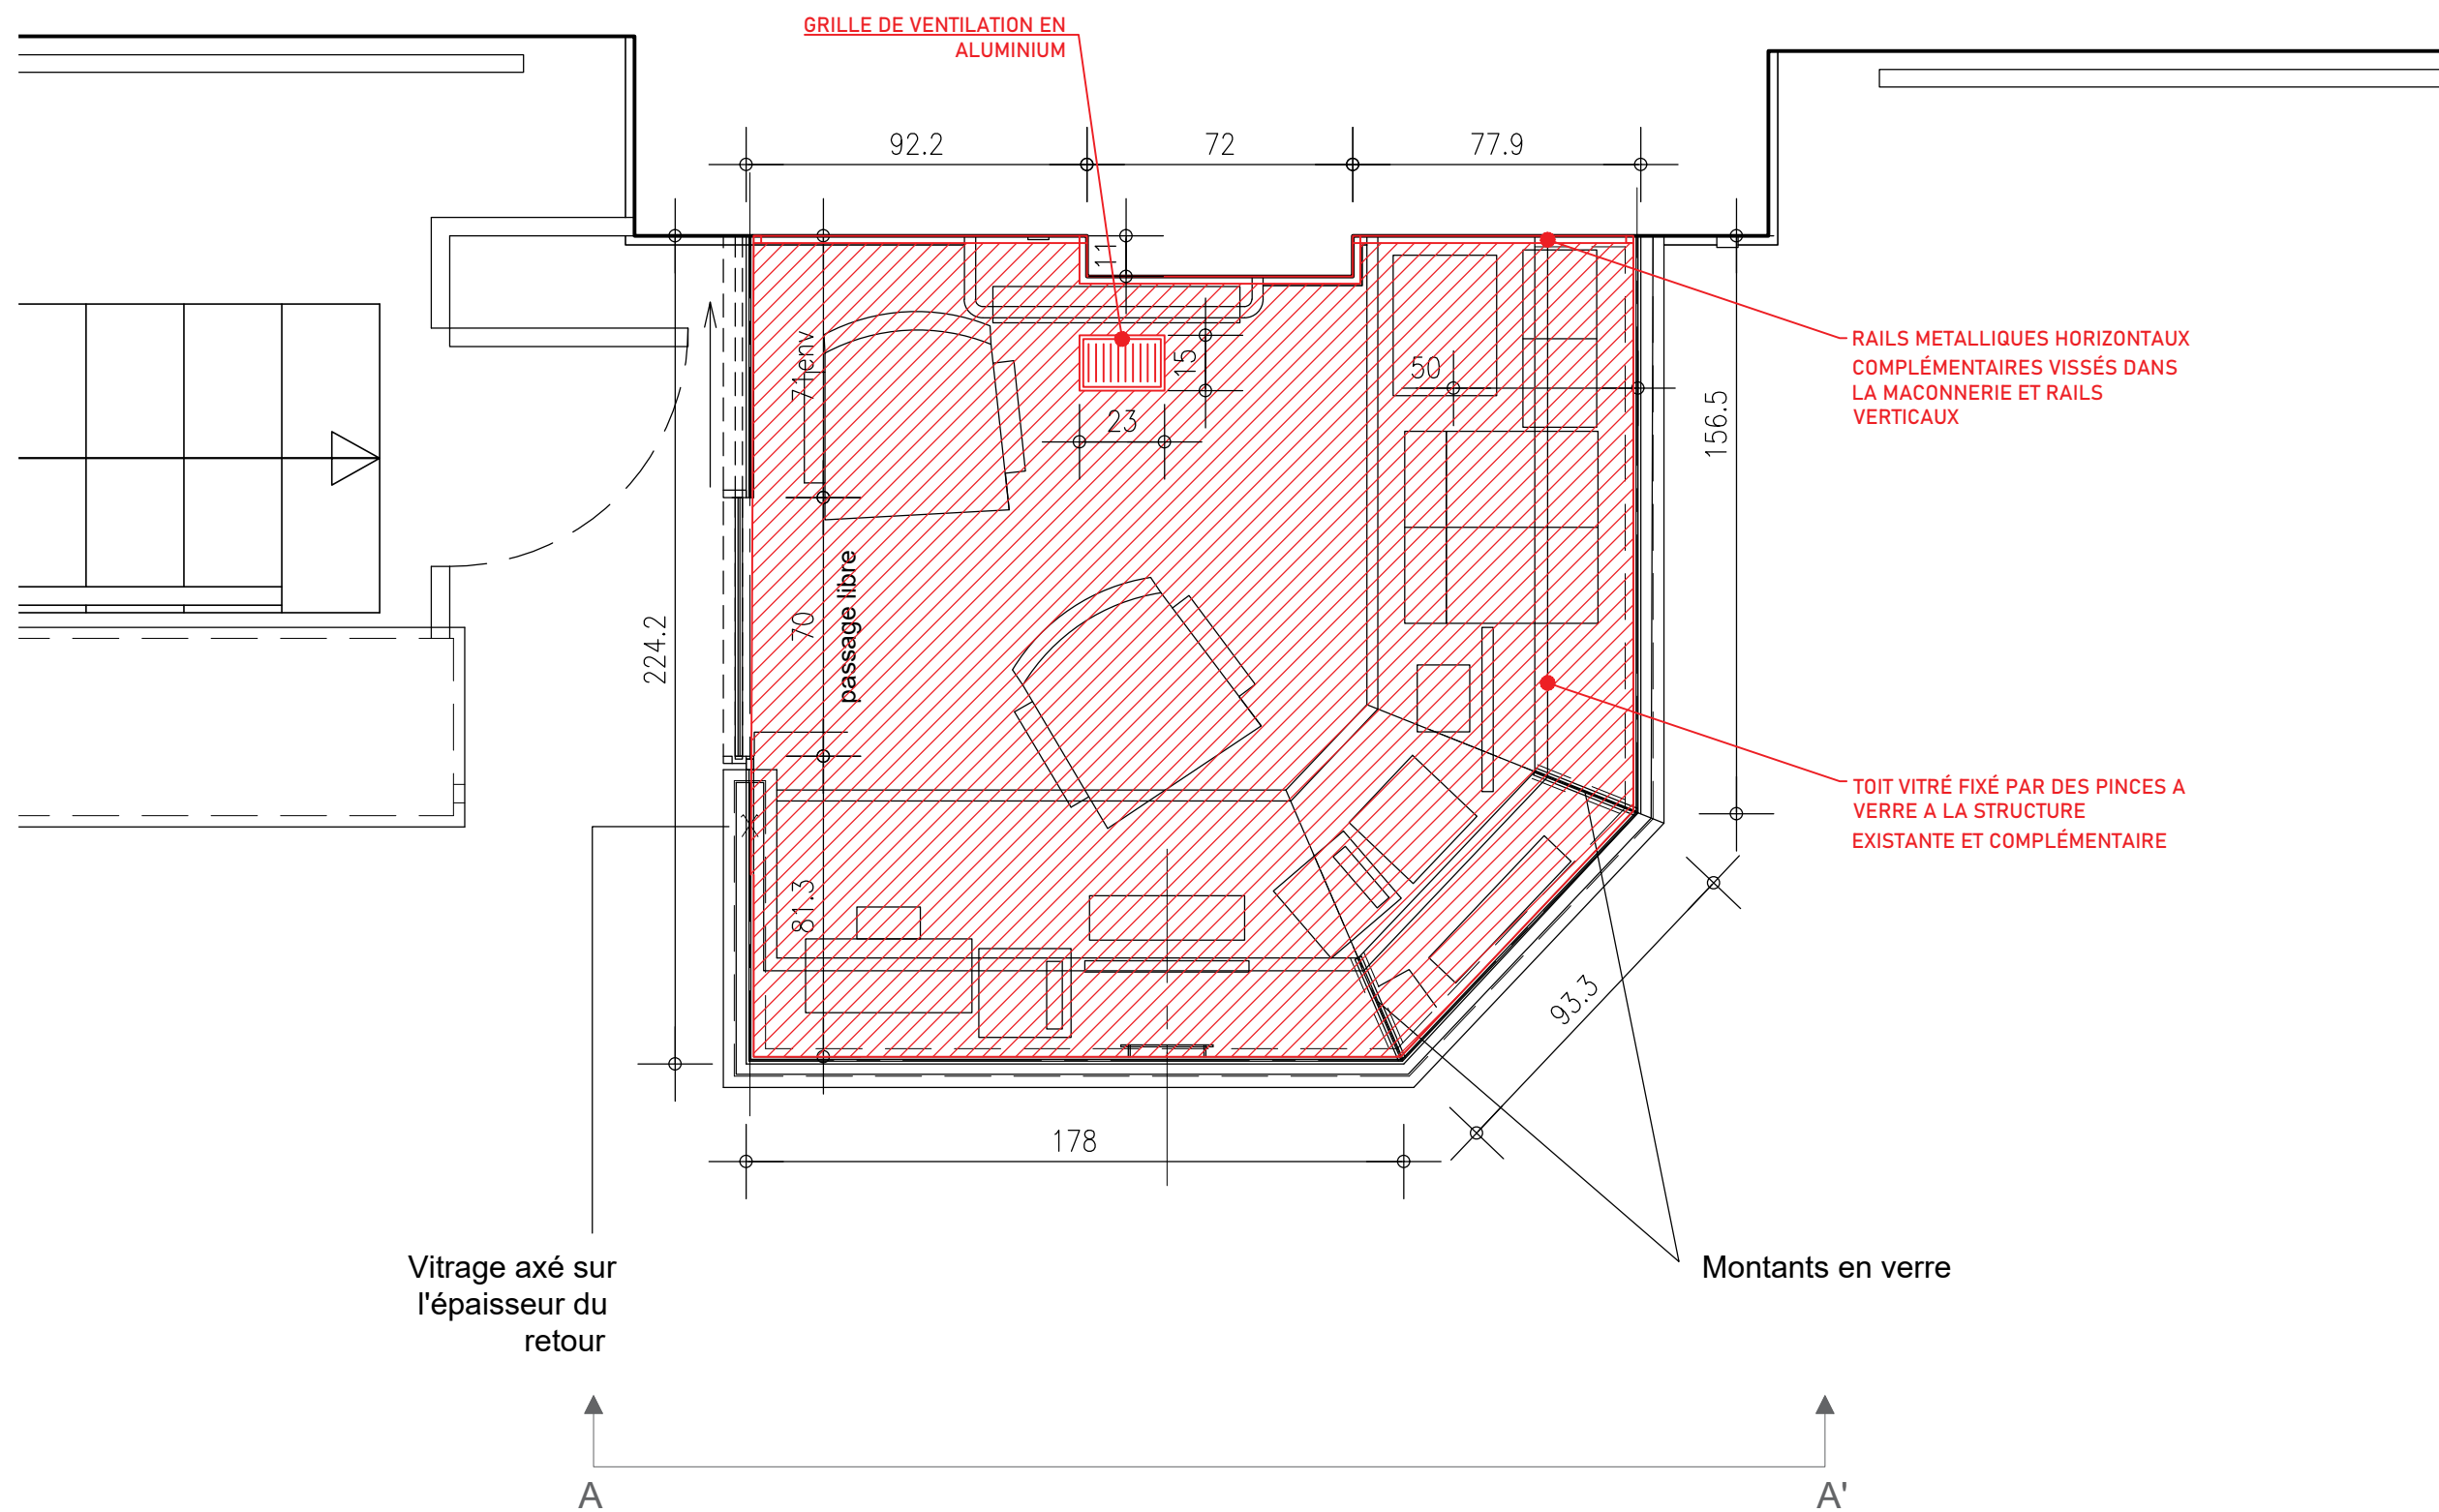 GRILLE DE VENTILATION EN
ALUMINIUM
92.2
72
77.9
11
71env
15
50
23
RAILS METALLIQUES HORIZONTAUX
COMPLÉMENTAIRES VISSÉS DANS
LA MACONNERIE ET RAILS
VERTICAUX
156.5
224.2
70
passage libre
TOIT VITRÉ FIXÉ PAR DES PINCES A
VERRE A LA STRUCTURE
EXISTANTE ET COMPLÉMENTAIRE
81.3
93.3
178
Vitrage axé sur
l'épaisseur du
retour
Montants en verre
A
A'